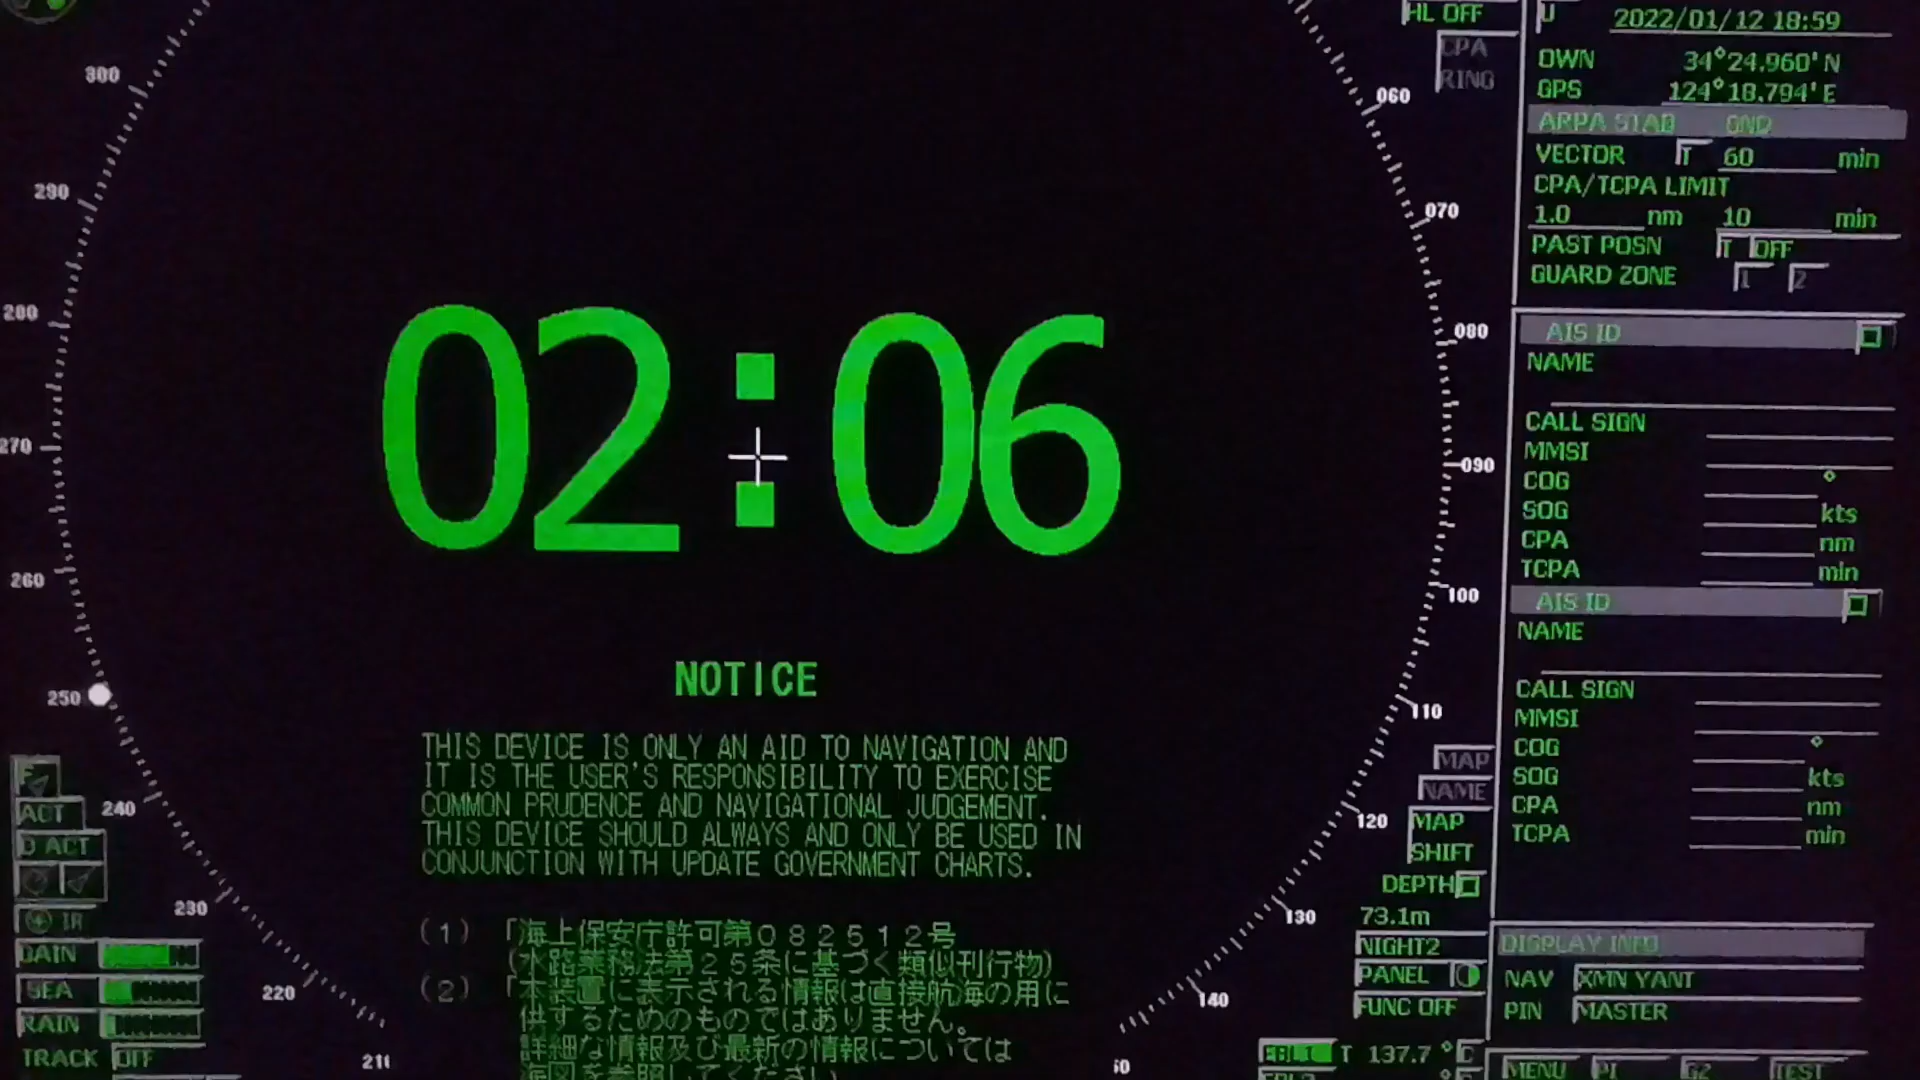 HL OFF
CPA
RING
U 2022/01/12 18:59
OWN 34°24.960'N
GPS 124°18.794'E
ARPA STAB GND
VECTOR T 60 min
CPA/TCPA LIMIT
1.0 nm 10 min
PAST POSN T OFF
GUARD ZONE 1 2
AIS ID
NAME
CALL SIGN
MMSI
COG °
SOG kts
CPA nm
TCPA min
AIS ID
NAME
CALL SIGN
MMSI
COG °
SOG kts
CPA nm
TCPA min
300
290
280
270
260
250
240
230
220
060
070
080
090
100
110
120
130
140
02:06
NOTICE
THIS DEVICE IS ONLY AN AID TO NAVIGATION AND
IT IS THE USER'S RESPONSIBILITY TO EXERCISE
COMMON PRUDENCE AND NAVIGATIONAL JUDGEMENT.
THIS DEVICE SHOULD ALWAYS AND ONLY BE USED IN
CONJUNCTION WITH UPDATE GOVERNMENT CHARTS.
(1) 「海上保安庁許可第082512号
(水路業務法第25条に基づく類似刊行物)
(2) 「本装置に表示される情報は直接航海の用に
供するためのものではありません。
詳細な情報及び最新の情報については
海図を参照してください
ACT
D ACT
IR
GAIN
SEA
RAIN
TRACK OFF
MAP
NAME
MAP
SHIFT
DEPTH
73.1m
NIGHT2
PANEL
FUNC OFF
EBL1 T 137.7 °C
DISPLAY INFO
NAV XMN YANT
PIN MASTER
MENU PI GZ TEST